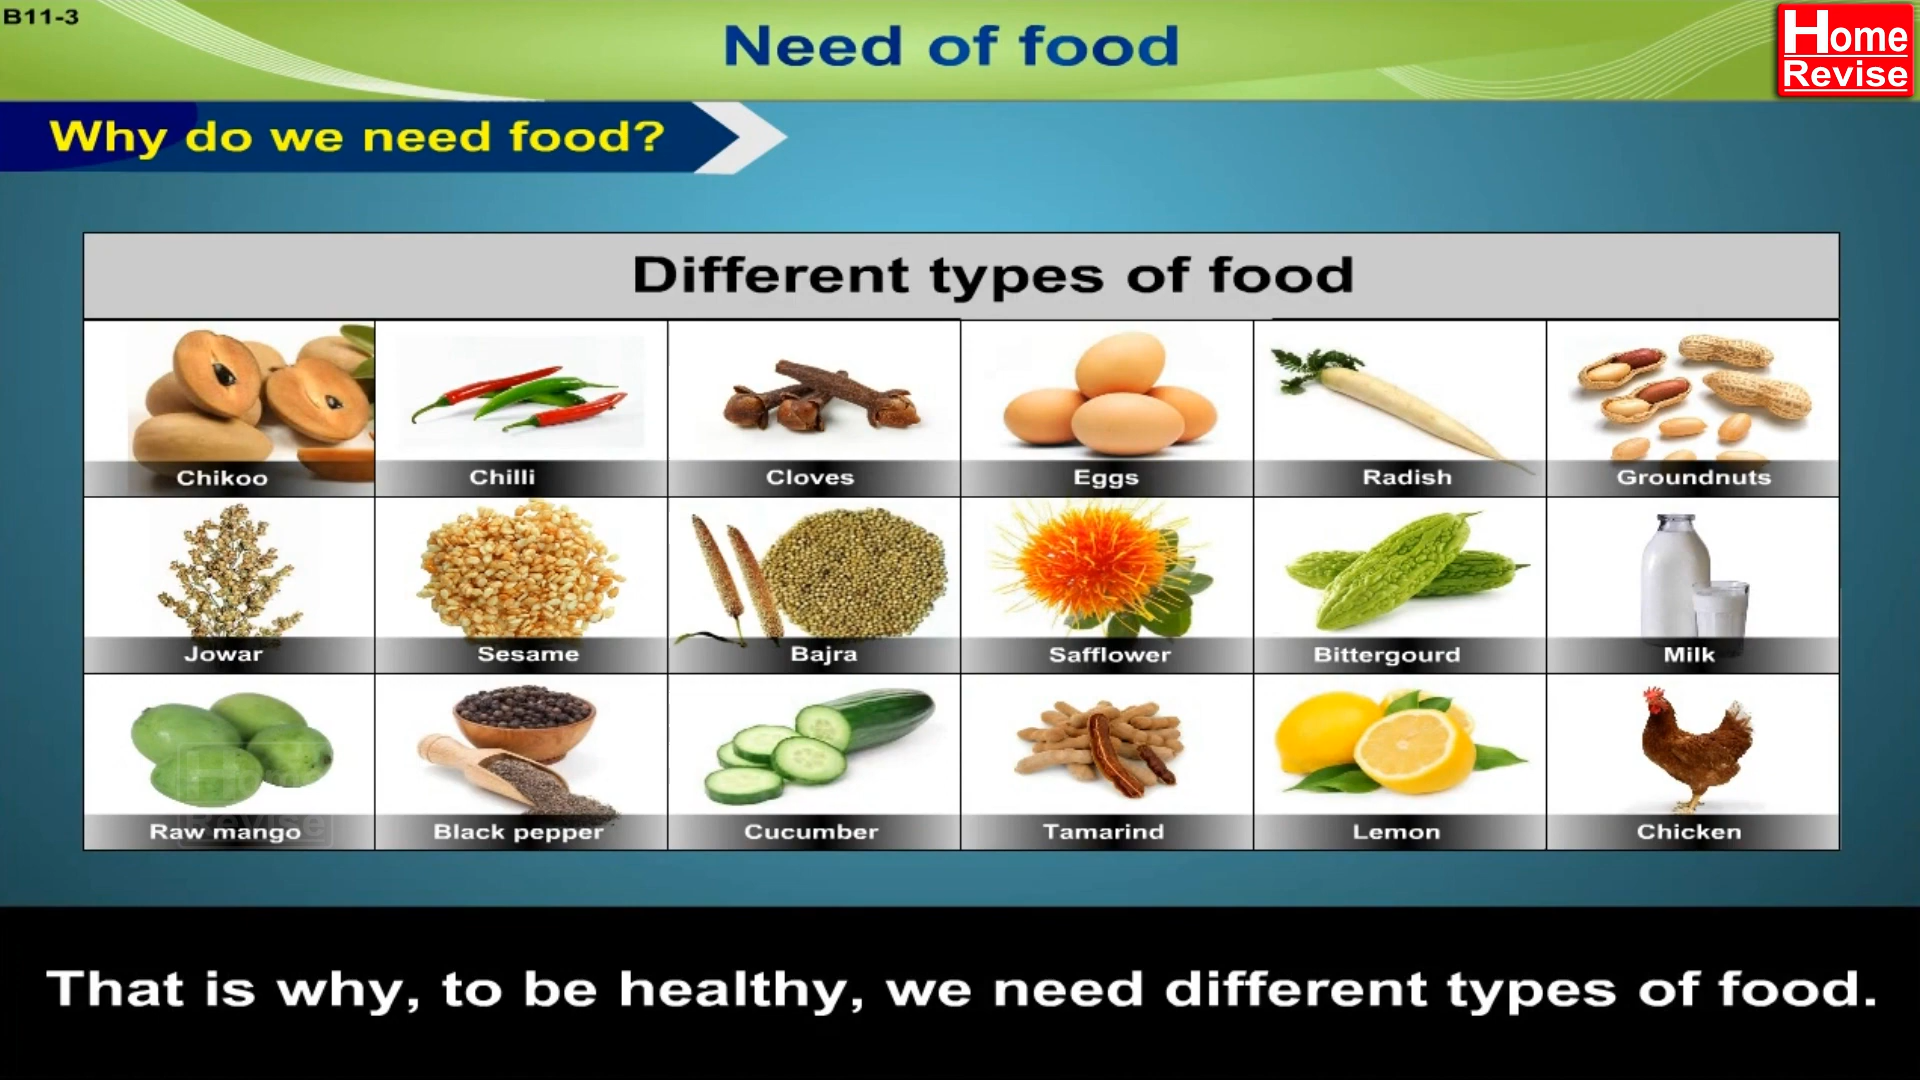 B11-3
Need of food
Home
Revise
Why do we need food?
Different types of food
Chikoo
Chilli
Cloves
Eggs
Radish
Groundnuts
Jowar
Sesame
Bajra
Safflower
Bittergourd
Milk
Raw mango
Black pepper
Cucumber
Tamarind
Lemon
Chicken
Home
Revise
That is why, to be healthy, we need different types of food.